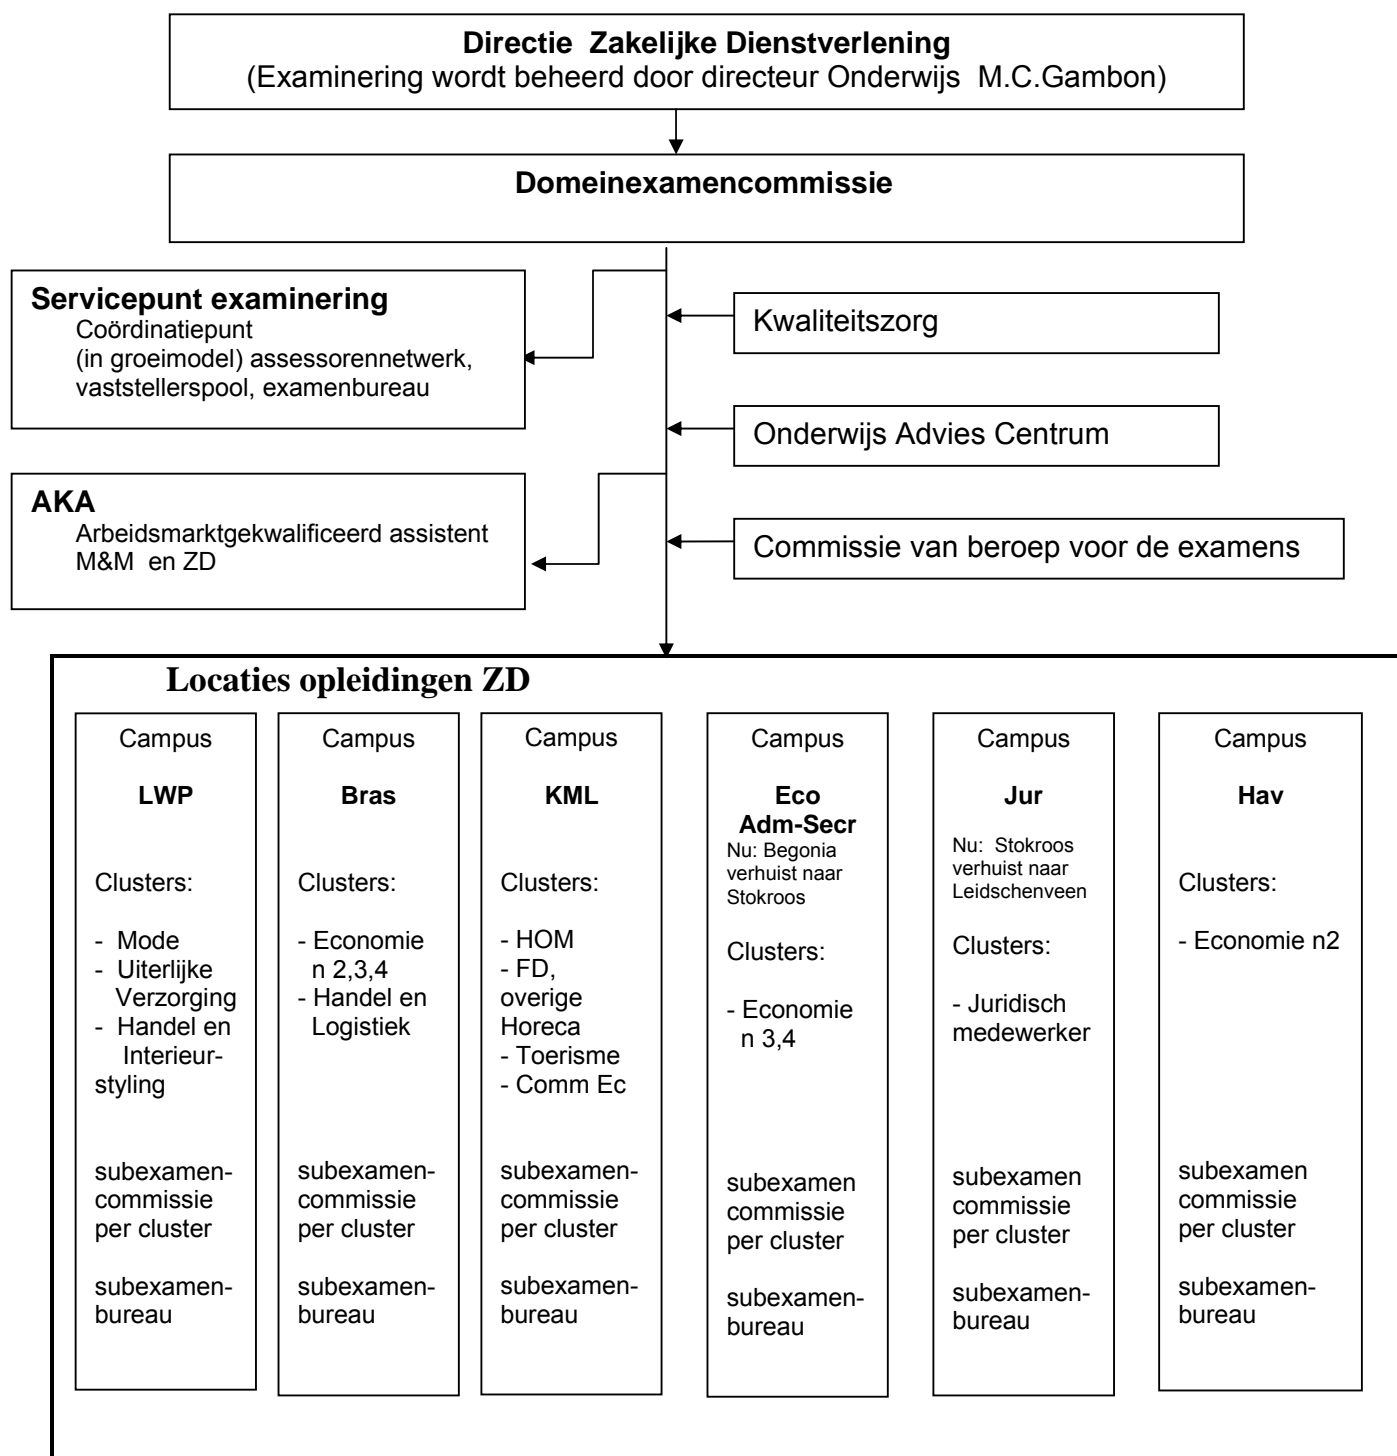 Directie Zakelijke Dienstverlening
(Examinering wordt beheerd door directeur Onderwijs M.C.Gambon)
Domeinexamencommissie
Servicepunt examinering
Coördinatiepunt
(in groeimodel) assessorennetwerk,
vaststellerspool, examenbureau
Kwaliteitszorg
Onderwijs Advies Centrum
AKA
Arbeidsmarktgekwalificeerd assistent
M&M en ZD
Commissie van beroep voor de examens
Locaties opleidingen ZD
Campus
LWP
Clusters:
- Mode
- Uiterlijke
Verzorging
- Handel en
Interieur-
styling
subexamen-
commissie
per cluster
subexamen-
bureau
Campus
Bras
Clusters:
- Economie
n 2,3,4
- Handel en
Logistiek
subexamen-
commissie
per cluster
subexamen-
bureau
Campus
KML
Clusters:
- HOM
- FD,
overige
Horeca
- Toerisme
- Comm Ec
subexamen-
commissie
per cluster
subexamen-
bureau
Campus
Eco
Adm-Secr
Nu: Begonia
verhuist naar
Stokroos
Clusters:
- Economie
n 3,4
subexamen
commissie
per cluster
subexamen-
bureau
Campus
Jur
Nu: Stokroos
verhuist naar
Leidschenveen
Clusters:
- Juridisch
medewerker
subexamen
commissie
per cluster
subexamen-
bureau
Campus
Hav
Clusters:
- Economie n2
subexamen
commissie
per cluster
subexamen-
bureau